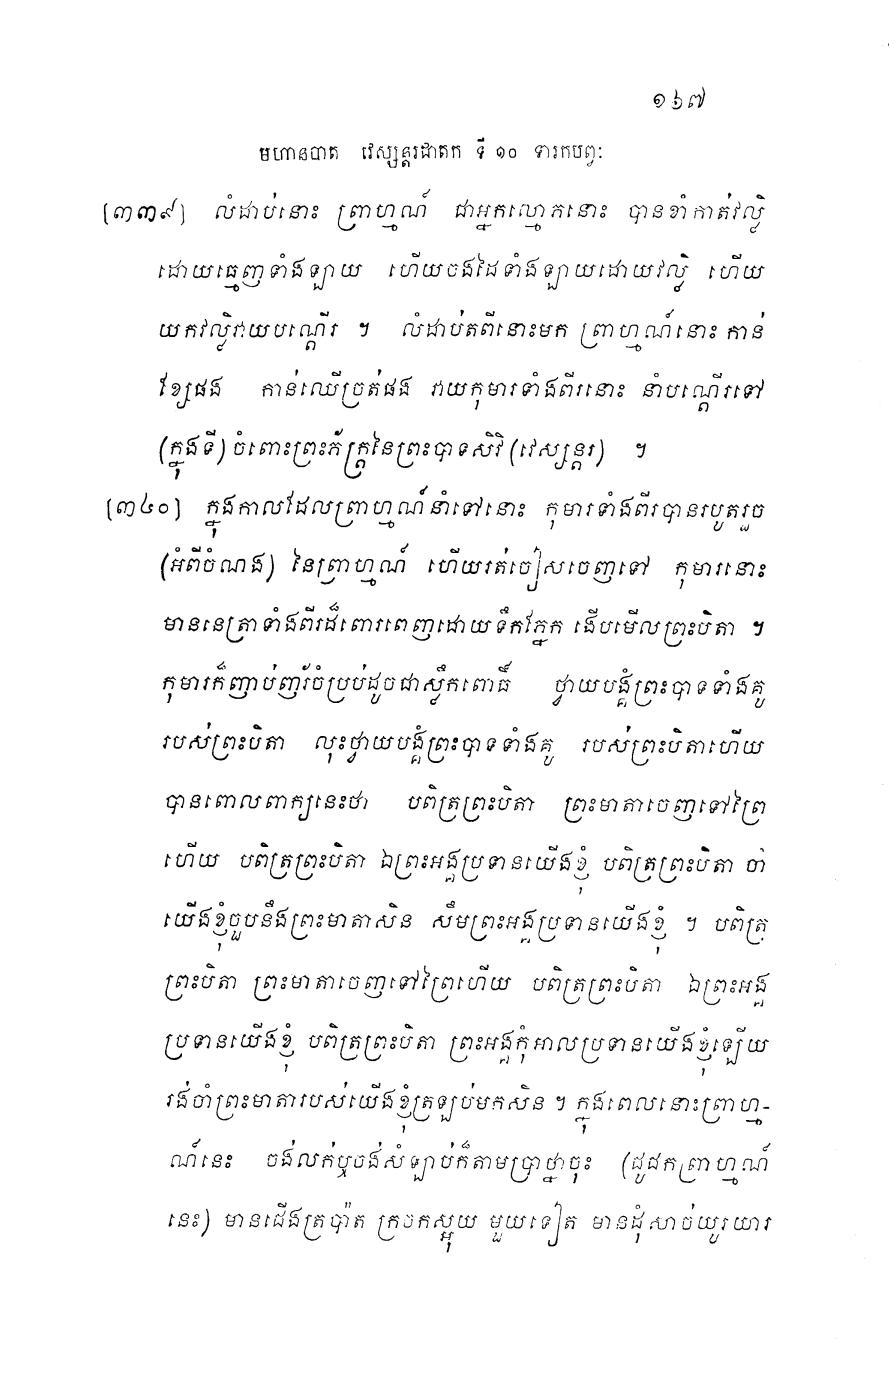 ១៦៧
មហានិបាត វេស្សន្តរជាតក ទី ១០ ទារកបព្វៈ
(៣៣៩) លំដាប់នោះ ព្រាហ្មណ៍ ជាអ្នកល្មោភនោះ បានខាំកាត់វល្លិ៍
ដោយធ្មេញទាំងឡាយ ហើយចងដៃទាំងឡាយដោយវល្លិ៍ ហើយ
យកវល្លិ៍វាយបណ្តើរ ។ លំដាប់តពីនោះមក ព្រាហ្មណ៍នោះ កាន់
ខ្សែផង កាន់ឈើច្រត់ផង វាយកុមារទាំងពីរនោះ នាំបណ្តើរទៅ
(ក្នុងទី) ចំពោះព្រះភ័ក្ត្រនៃព្រះបាទសិវិ (វេស្សន្តរ) ។
(៣៤០) ក្នុងកាលដែលព្រាហ្មណ៍នាំទៅនោះ កុមារទាំងពីរបានរបូតរួច
(អំពីចំណង) នៃព្រាហ្មណ៍ ហើយរត់ចៀសចេញទៅ កុមារនោះ
មាននេត្រាទាំងពីរដ៏ពោរពេញដោយទឹកភ្នែក ងើបមើលព្រះបិតា ។
កុមារក៏ញាប់ញ័រចំប្រប់ដូចជាស្លឹកពោធិ៍ ថ្វាយបង្គំព្រះបាទទាំងគូ
របស់ព្រះបិតា លុះថ្វាយបង្គំព្រះបាទទាំងគូ របស់ព្រះបិតាហើយ
បានពោលពាក្យនេះថា បពិត្រព្រះបិតា ព្រះមាតាចេញទៅព្រៃ
ហើយ បពិត្រព្រះបិតា ឯព្រះអង្គប្រទានយើងខ្ញុំ បពិត្រព្រះបិតា ចាំ
យើងខ្ញុំចួបនឹងព្រះមាតាសិន សឹមព្រះអង្គប្រទានយើងខ្ញុំ ។ បពិត្រ
ព្រះបិតា ព្រះមាតាចេញទៅព្រៃហើយ បពិត្រព្រះបិតា ឯព្រះអង្គ
ប្រទានយើងខ្ញុំ បពិត្រព្រះបិតា ព្រះអង្គកុំអាលប្រទានយើងខ្ញុំឡើយ
រង់ចាំព្រះមាតារបស់យើងខ្ញុំត្រឡប់មកសិន ។ ក្នុងពេលនោះព្រាហ្ម-
ណ៍នេះ ចង់លក់ឬចង់សំឡាប់ក៏តាមប្រាថ្នាចុះ (ដូជកព្រាហ្មណ៍
នេះ) មានជើងត្រប៉ាត ក្រចកស្អុយ មួយទៀត មានដុំសាច់យូរយារ